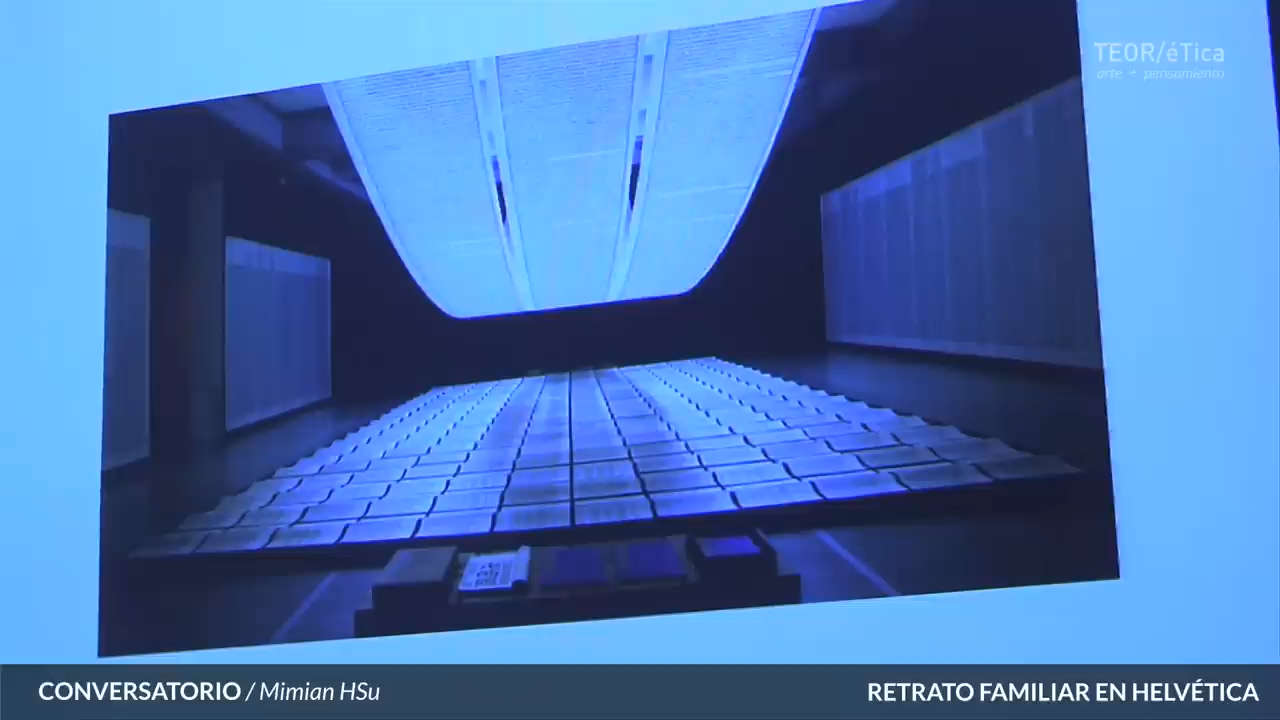 TEOR/éTica
arte + pensamiento
CONVERSATORIO / Mimian HSu
RETRATO FAMILIAR EN HELVÉTICA